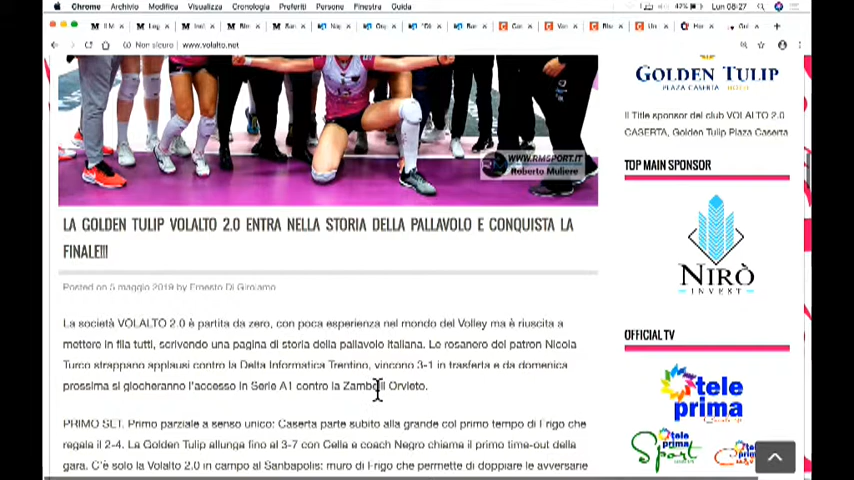 Chrome Archivio Modifica Visualizza Cronologia Preferiti Persone Finestra Guida
42% Lun 08:27
Non sicuro www.volalto.net
WWW.RMSPORT.IT
Roberto Muliere
LA GOLDEN TULIP VOLALTO 2.0 ENTRA NELLA STORIA DELLA PALLAVOLO E CONQUISTA LA
FINALE!!!
Posted on 5 maggio 2019 by Ernesto Di Girolamo
La società VOLALTO 2.0 è partita da zero, con poca esperienza nel mondo del Volley ma è riuscita a
mettere in fila tutti, scrivendo una pagina di storia della pallavolo italiana. Le rosanero del patron Nicola
Turco strappano applausi contro la Delta Informatica Trentino, vincono 3-1 in trasferta e da domenica
prossima si giocheranno l'accesso in Serie A1 contro la Zambelli Orvieto.
PRIMO SET. Primo parziale a senso unico: Caserta parte subito alla grande col primo tempo di Frigo che
regala il 2-4. La Golden Tulip allunga fino al 3-7 con Cella e coach Negro chiama il primo time-out della
gara. C'è solo la Volalto 2.0 in campo al Sanbapolis: muro di Frigo che permette di doppiare le avversarie
GOLDEN TULIP
PLAZA CASERTA HOTEL
Il Title sponsor del club VOLALTO 2.0
CASERTA, Golden Tulip Plaza Caserta
TOP MAIN SPONSOR
NIRÒ
INVEST
OFFICIAL TV
tele
prima
tele
prima
Sport